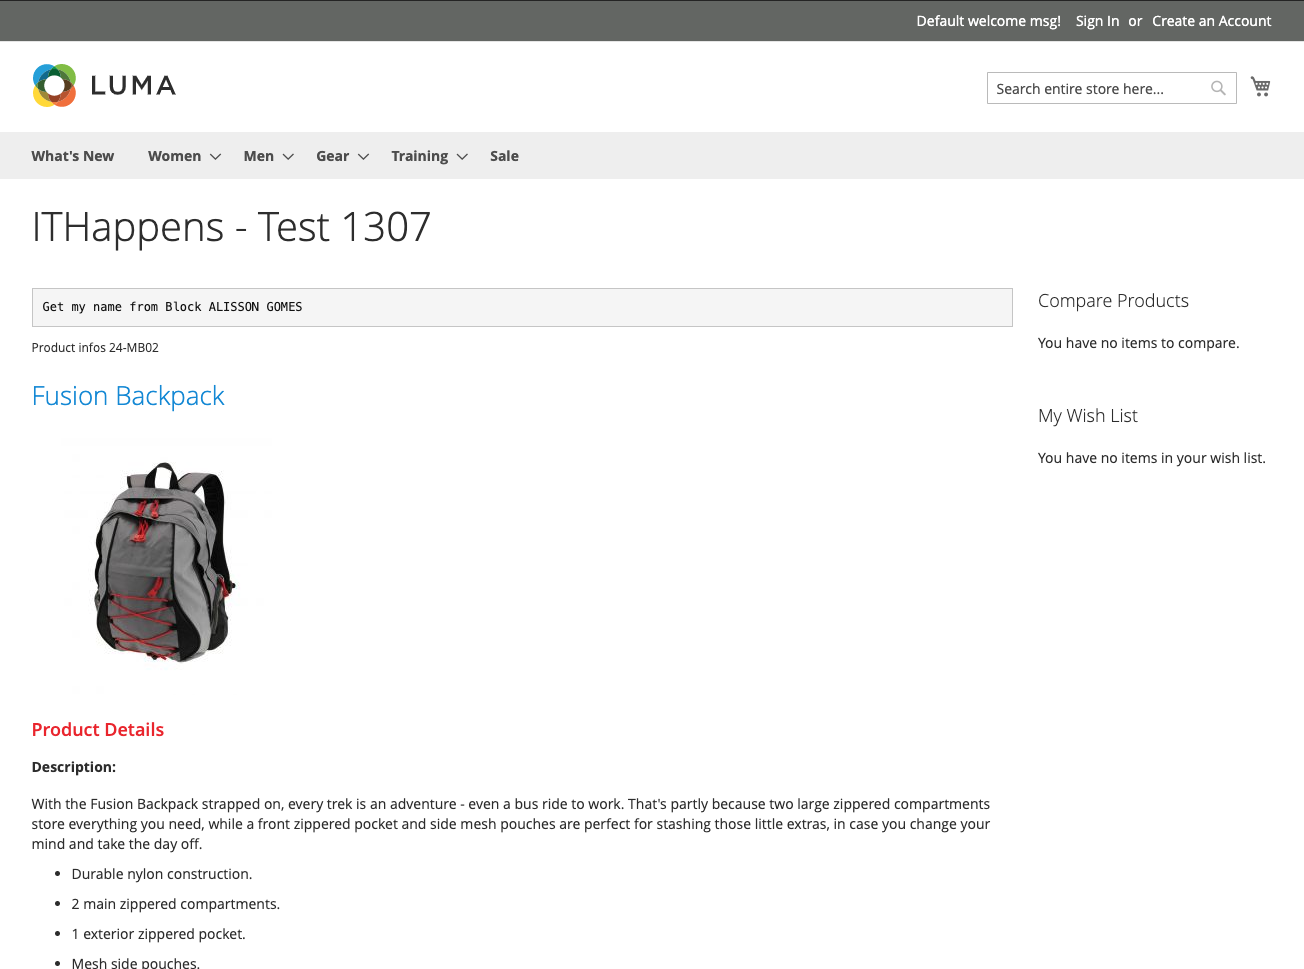 Default welcome msg! Sign In or Create an Account
LUMA
Search entire store here...
What's New Women Men Gear Training Sale
ITHappens - Test 1307
Get my name from Block ALISSON GOMES
Product infos 24-MB02
Fusion Backpack
Product Details
Description:
With the Fusion Backpack strapped on, every trek is an adventure - even a bus ride to work. That's partly because two large zippered compartments
store everything you need, while a front zippered pocket and side mesh pouches are perfect for stashing those little extras, in case you change your
mind and take the day off.
Durable nylon construction.
2 main zippered compartments.
1 exterior zippered pocket.
Mesh side pouches.
Compare Products
You have no items to compare.
My Wish List
You have no items in your wish list.